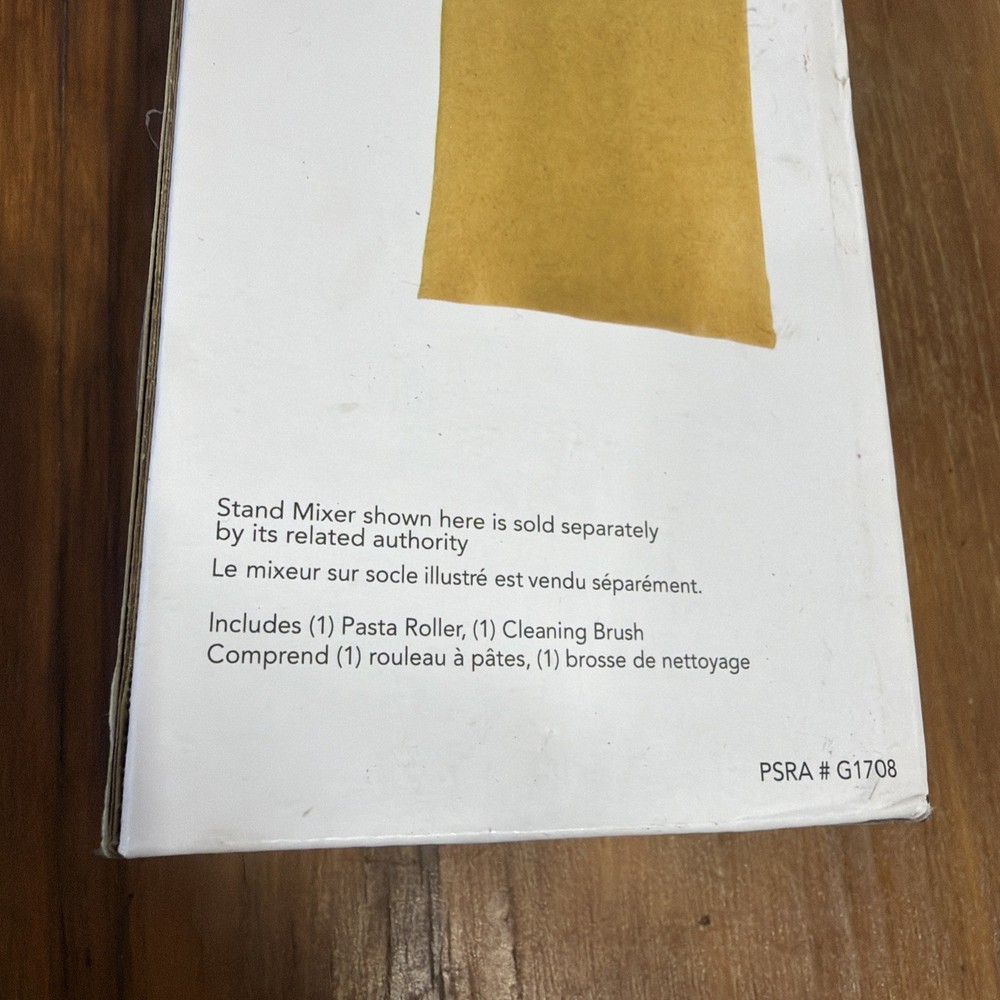 Stand Mixer shown here is sold separately
by its related authority
Le mixeur sur socle illustré est vendu séparément.
Includes (1) Pasta Roller, (1) Cleaning Brush
Comprend (1) rouleau à pâtes, (1) brosse de nettoyage
PSRA # G1708